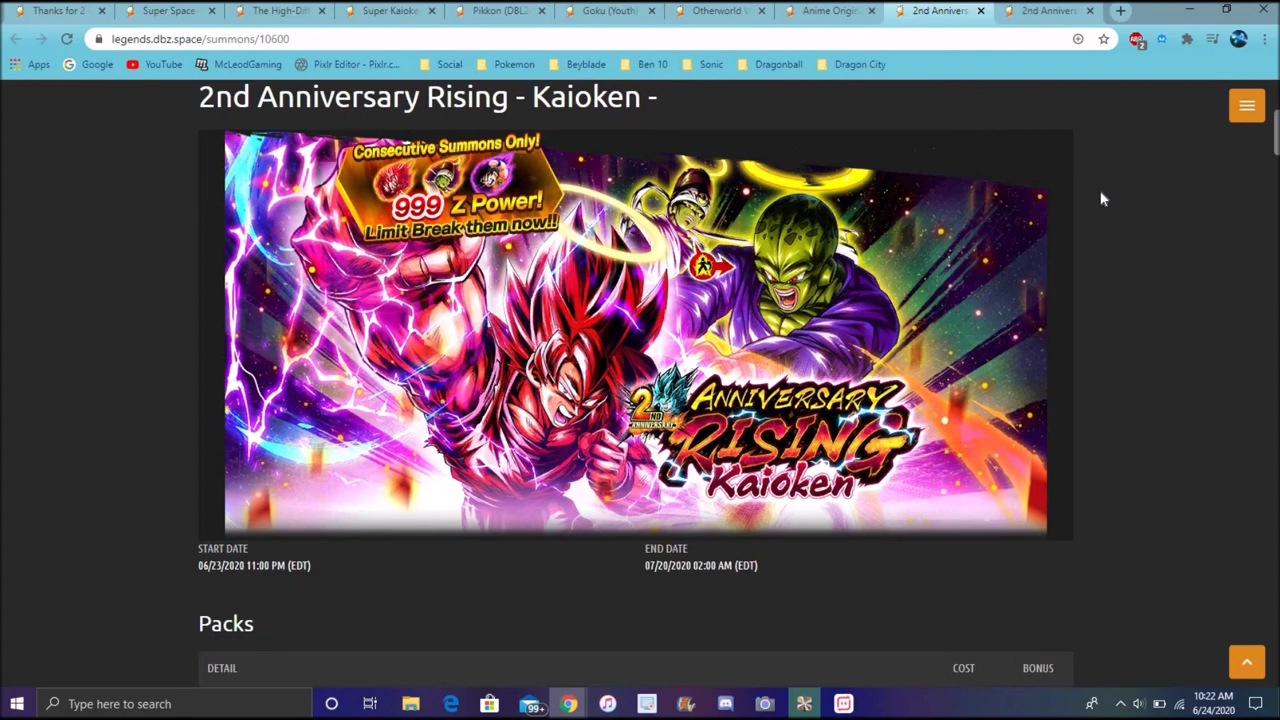 Thanks for 2
Super Space
The High-Dif
Super Kaioke
Pikkon (DBL2
Goku (Youth)
Otherworld
Anime Origin
2nd Annivers
2nd Annivers
legends.dbz.space/summons/10600
ABP
2
Apps
Google
YouTube
McLeodGaming
Pixlr Editor - Pixlr.c...
Social
Pokemon
Beyblade
Ben 10
Sonic
Dragonball
Dragon City
2nd Anniversary Rising - Kaioken -
Consecutive Summons Only!
999 Z Power!
Limit Break them now!!
2ND
ANNIVERSARY
ANNIVERSARY
RISING
Kaioken
START DATE
END DATE
06/23/2020 11:00 PM (EDT)
07/20/2020 02:00 AM (EDT)
Packs
DETAIL
COST
BONUS
Type here to search
99+
10:22 AM
6/24/2020